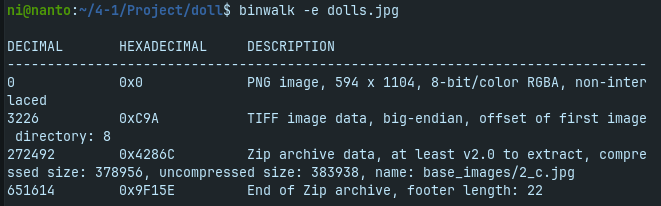 ni@nanto:~/4-1/Project/doll$ binwalk -e dolls.jpg
DECIMAL       HEXADECIMAL     DESCRIPTION
--------------------------------------------------------------------------------
0             0x0             PNG image, 594 x 1104, 8-bit/color RGBA, non-inter
laced
3226          0xC9A           TIFF image data, big-endian, offset of first image
 directory: 8
272492        0x4286C         Zip archive data, at least v2.0 to extract, compre
ssed size: 378956, uncompressed size: 383938, name: base_images/2_c.jpg
651614        0x9F15E         End of Zip archive, footer length: 22